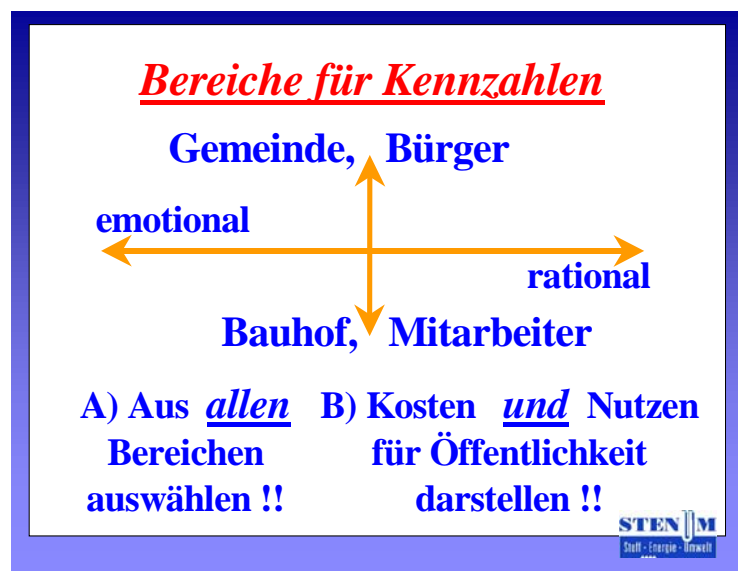 Bereiche für Kennzahlen
Gemeinde, Bürger
emotional
rational
Bauhof, Mitarbeiter
A) Aus allen
Bereichen
auswählen !!
B) Kosten und Nutzen
für Öffentlichkeit
darstellen !!
STENUM
Stoff - Energie - Umwelt